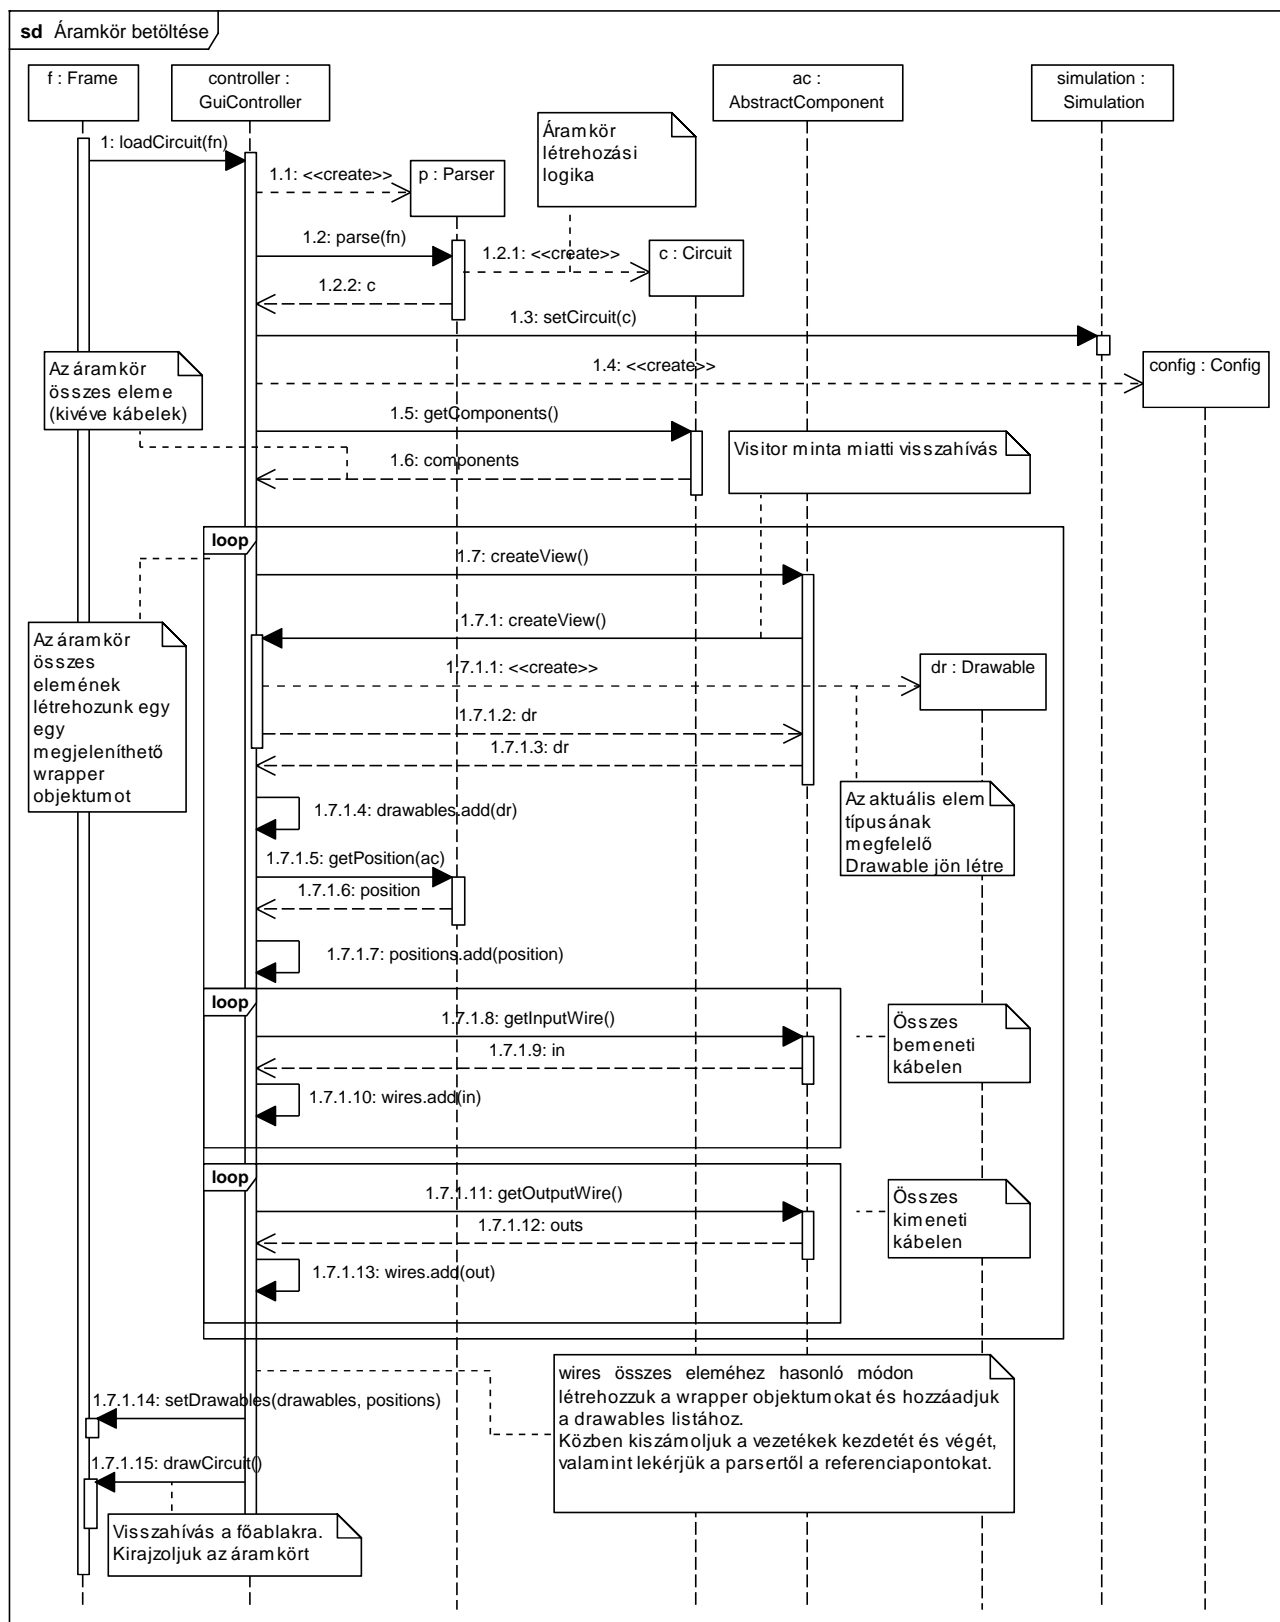 sd Áramkör betöltése
f : Frame
controller :
GuiController
ac :
AbstractComponent
simulation :
Simulation
1: loadCircuit(fn)
Áramkör
létrehozási
logika
1.1: <<create>>
p : Parser
1.2: parse(fn)
1.2.1: <<create>>
c : Circuit
1.2.2: c
1.3: setCircuit(c)
Az áramkör
összes eleme
(kivéve kábelek)
1.4: <<create>>
config : Config
1.5: getComponents()
1.6: components
Visitor minta miatti visszahívás
loop
1.7: createView()
1.7.1: createView()
Az áramkör
összes
elemének
létrehozunk egy
egy
megjeleníthető
wrapper
objektumot
1.7.1.1: <<create>>
dr : Drawable
1.7.1.2: dr
1.7.1.3: dr
1.7.1.4: drawables.add(dr)
Az aktuális elem
típusának
megfelelő
Drawable jön létre
1.7.1.5: getPosition(ac)
1.7.1.6: position
1.7.1.7: positions.add(position)
loop
1.7.1.8: getInputWire()
1.7.1.9: in
1.7.1.10: wires.add(in)
Összes
bemeneti
kábelen
loop
1.7.1.11: getOutputWire()
1.7.1.12: outs
1.7.1.13: wires.add(out)
Összes
kimeneti
kábelen
wires összes eleméhez hasonló módon
létrehozzuk a wrapper objektumokat és hozzáadjuk
a drawables listához.
Közben kiszámoljuk a vezetékek kezdetét és végét,
valamint lekérjük a parsertől a referenciapontokat.
1.7.1.14: setDrawables(drawables, positions)
1.7.1.15: drawCircuit()
Visszahívás a főablakra.
Kirajzoljuk az áramkört